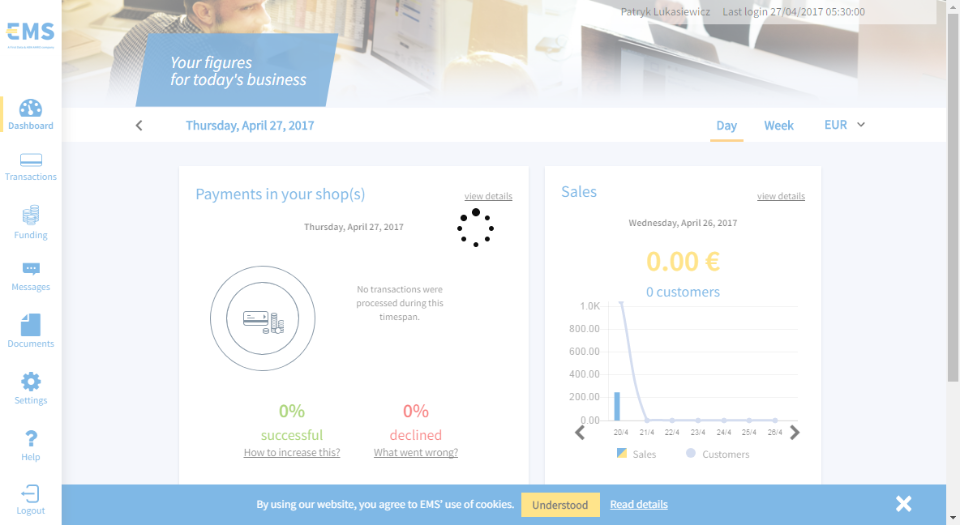 Patryk Lukasiewicz Last login 27/04/2017 05:30:00
EMS
Your figures
for today's business
Dashboard
Transactions
Funding
Messages
Documents
Settings
Help
Logout
Thursday, April 27, 2017
Day Week EUR
Payments in your shop(s)
view details
Thursday, April 27, 2017
No transactions were
processed during this
timespan.
0%
successful
How to increase this?
0%
declined
What went wrong?
Sales
view details
Wednesday, April 26, 2017
0.00 €
0 customers
1.0K
800.00
600.00
400.00
200.00
0.00
20/4 21/4 22/4 23/4 24/4 25/4 26/4
Sales Customers
By using our website, you agree to EMS' use of cookies. Understood Read details